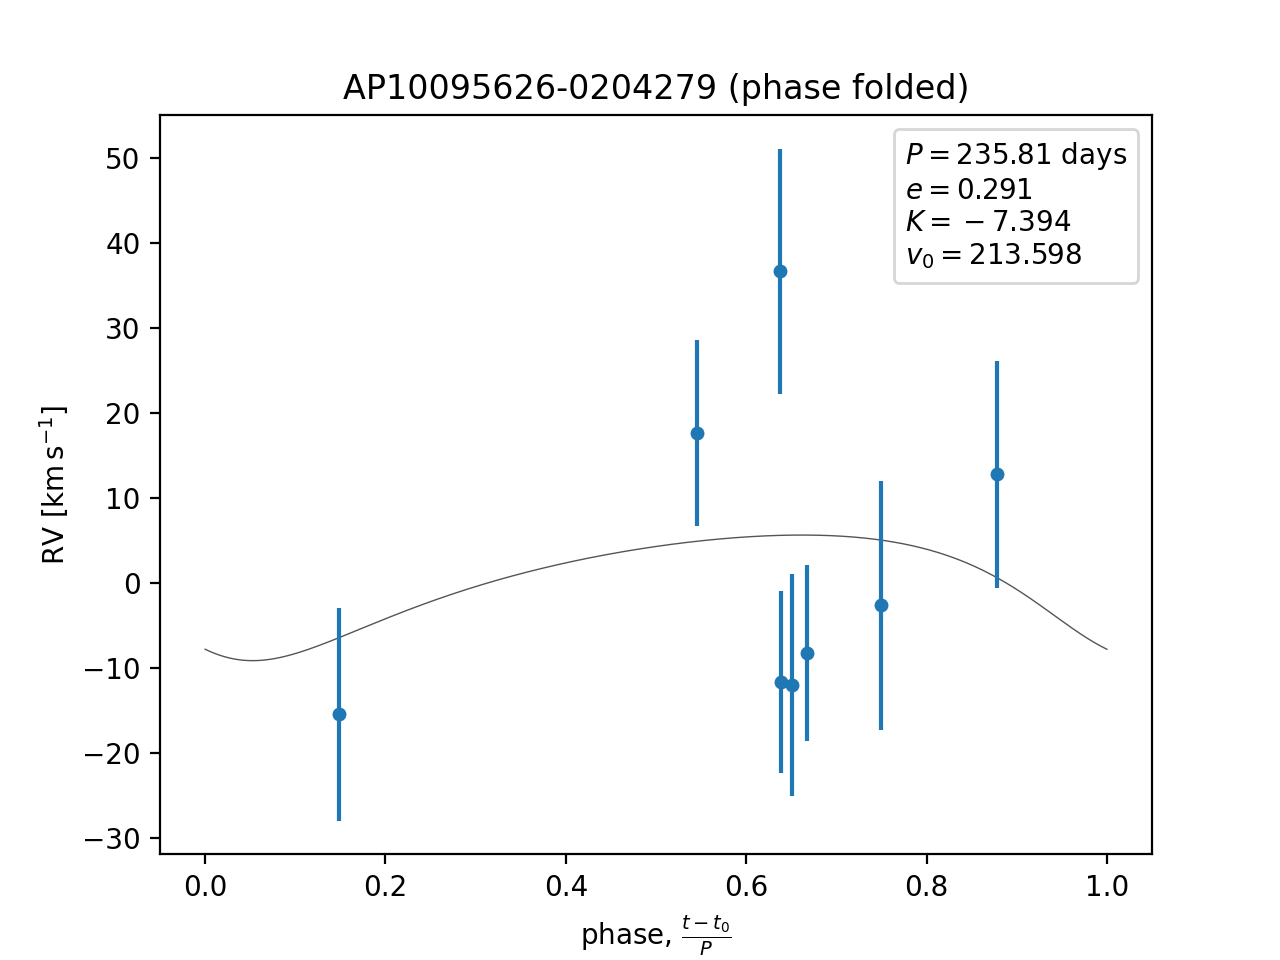 AP10095626-0204279 (phase folded)
P = 235.81 days
e = 0.291
K = −7.394
v₀ = 213.598
RV [km s⁻¹]
50
40
30
20
10
0
−10
−20
−30
0.0 0.2 0.4 0.6 0.8 1.0
phase, (t − t₀)/P